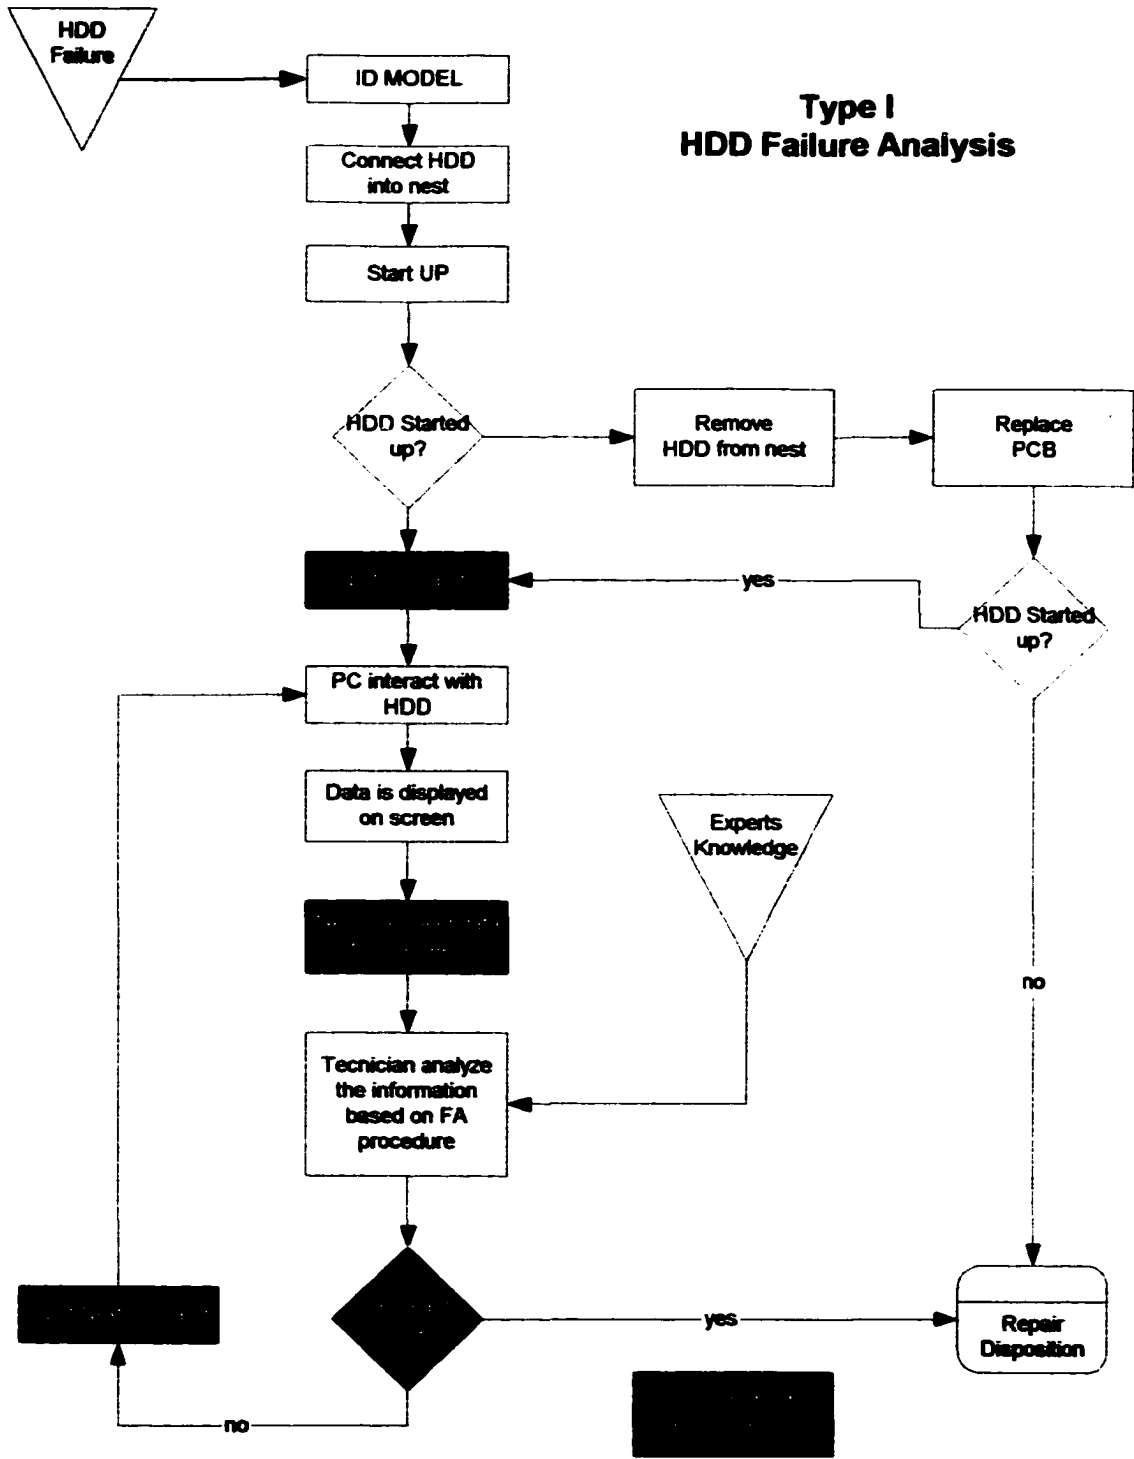 HDD
Failure
ID MODEL
Type I
HDD Failure Analysis
Connect HDD
into nest
Start UP
HDD Started
up?
Remove
HDD from nest
Replace
PCB
yes
HDD Started
up?
PC interact with
HDD
Data is displayed
on screen
Experts
Knowledge
no
Tecnician analyze
the information
based on FA
procedure
yes
Repair
Disposition
no